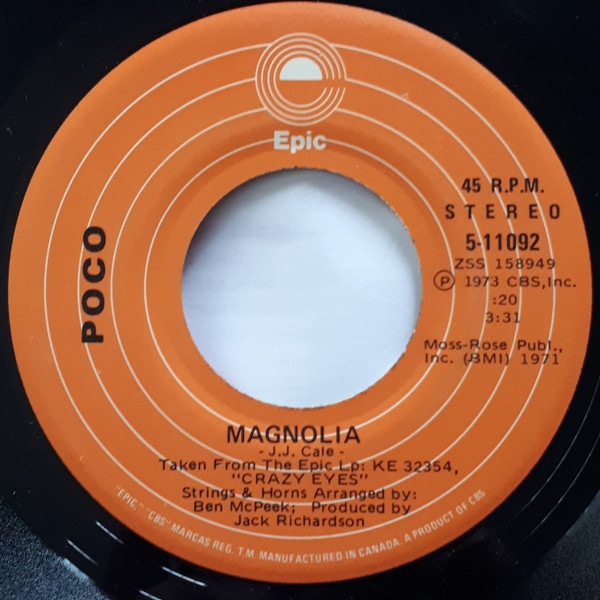 Epic
45 R.P.M.
STEREO
5-11092
ZSS 158949
Ⓟ 1973 CBS,Inc.
:20
3:31
Moss-Rose Publ.,
Inc. (BMI) 1971
POCO
MAGNOLIA
- J.J. Cale -
Taken From The Epic Lp: KE 32354,
"CRAZY EYES"
Strings & Horns Arranged by:
Ben McPeek; Produced by
Jack Richardson
"EPIC," "CBS" MARCAS REG. T.M. MANUFACTURED IN CANADA. A PRODUCT OF CBS